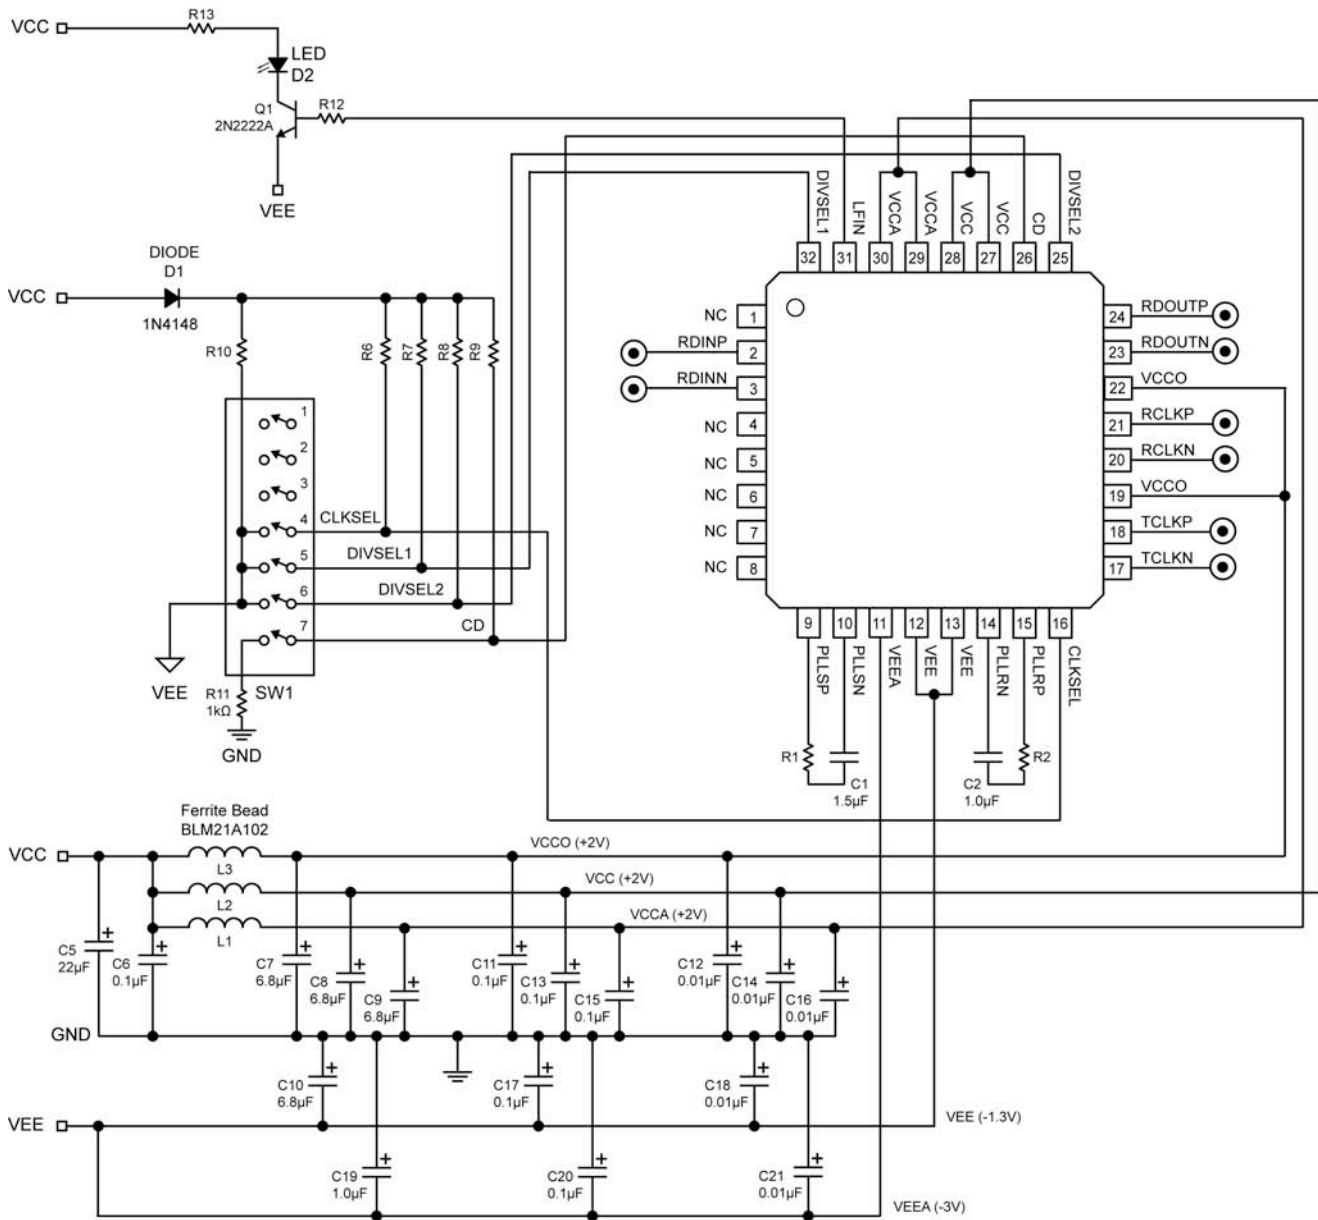 VCC
R13
LED
D2
Q1
2N2222A
R12
VEE
DIODE
D1
VCC
1N4148
R10
R6
R7
R8
R9
1
2
3
4
5
6
7
CLKSEL
DIVSEL1
DIVSEL2
CD
VEE
R11
1kΩ
SW1
GND
DIVSEL1
LFIN
VCCA
VCCA
VCC
VCC
CD
DIVSEL2
32
31
30
29
28
27
26
25
NC
1
RDINP
2
RDINN
3
NC
4
NC
5
NC
6
NC
7
NC
8
24
RDOUTP
23
RDOUTN
22
VCCO
21
RCLKP
20
RCLKN
19
VCCO
18
TCLKP
17
TCLKN
9
10
11
12
13
14
15
16
PLLSP
PLLSN
VEEA
VEE
VEE
PLLRN
PLLRP
CLKSEL
R1
C1
1.5µF
C2
1.0µF
R2
Ferrite Bead
BLM21A102
VCC
L3
VCCO (+2V)
L2
VCC (+2V)
L1
VCCA (+2V)
C5
22µF
C6
0.1µF
C7
6.8µF
C8
6.8µF
C9
6.8µF
C11
0.1µF
C13
0.1µF
C15
0.1µF
C12
0.01µF
C14
0.01µF
C16
0.01µF
GND
C10
6.8µF
C17
0.1µF
C18
0.01µF
VEE
VEE (-1.3V)
C19
1.0µF
C20
0.1µF
C21
0.01µF
VEEA (-3V)